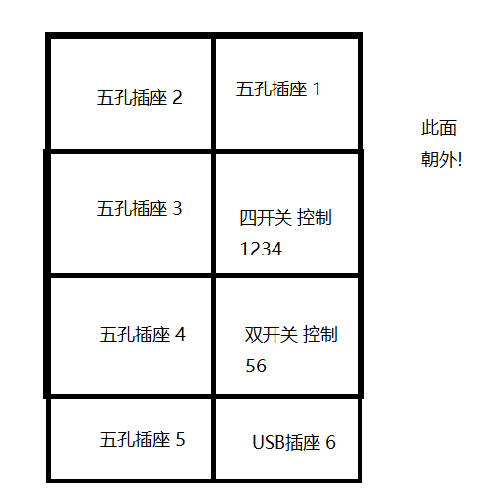 五孔插座 2
五孔插座 1
此面
朝外!
五孔插座 3
四开关 控制
1234
五孔插座 4
双开关 控制
56
五孔插座 5
USB插座 6